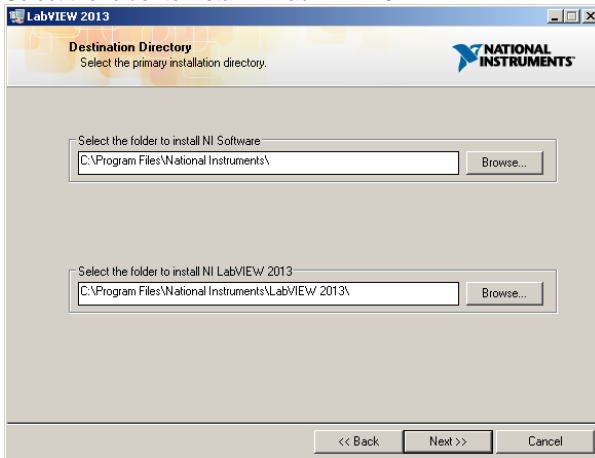 LabVIEW 2013
Destination Directory
Select the primary installation directory.
NATIONAL
INSTRUMENTS
Select the folder to install NI Software
C:\Program Files\National Instruments\
Browse...
Select the folder to install NI LabVIEW 2013
C:\Program Files\National Instruments\LabVIEW 2013\
Browse...
<< Back
Next >>
Cancel